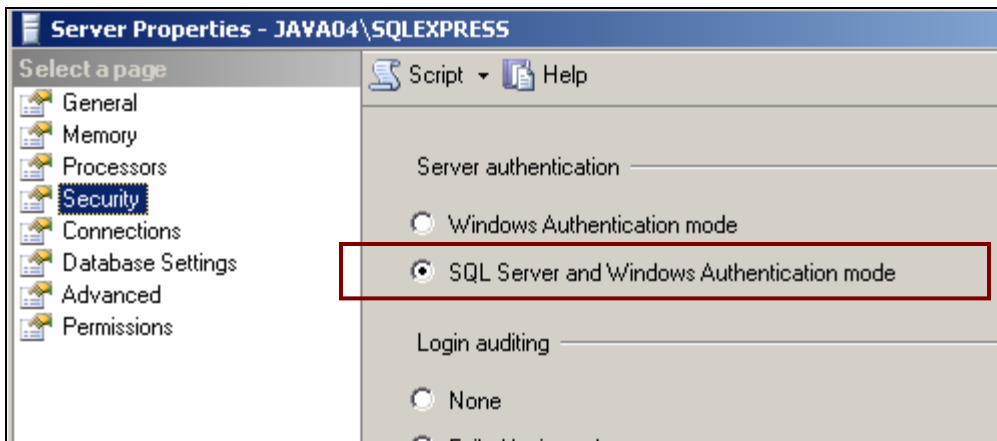 Server Properties - JAVA04\SQLEXPRESS
Select a page
General
Memory
Processors
Security
Connections
Database Settings
Advanced
Permissions
Script Help
Server authentication
Windows Authentication mode
SQL Server and Windows Authentication mode
Login auditing
None